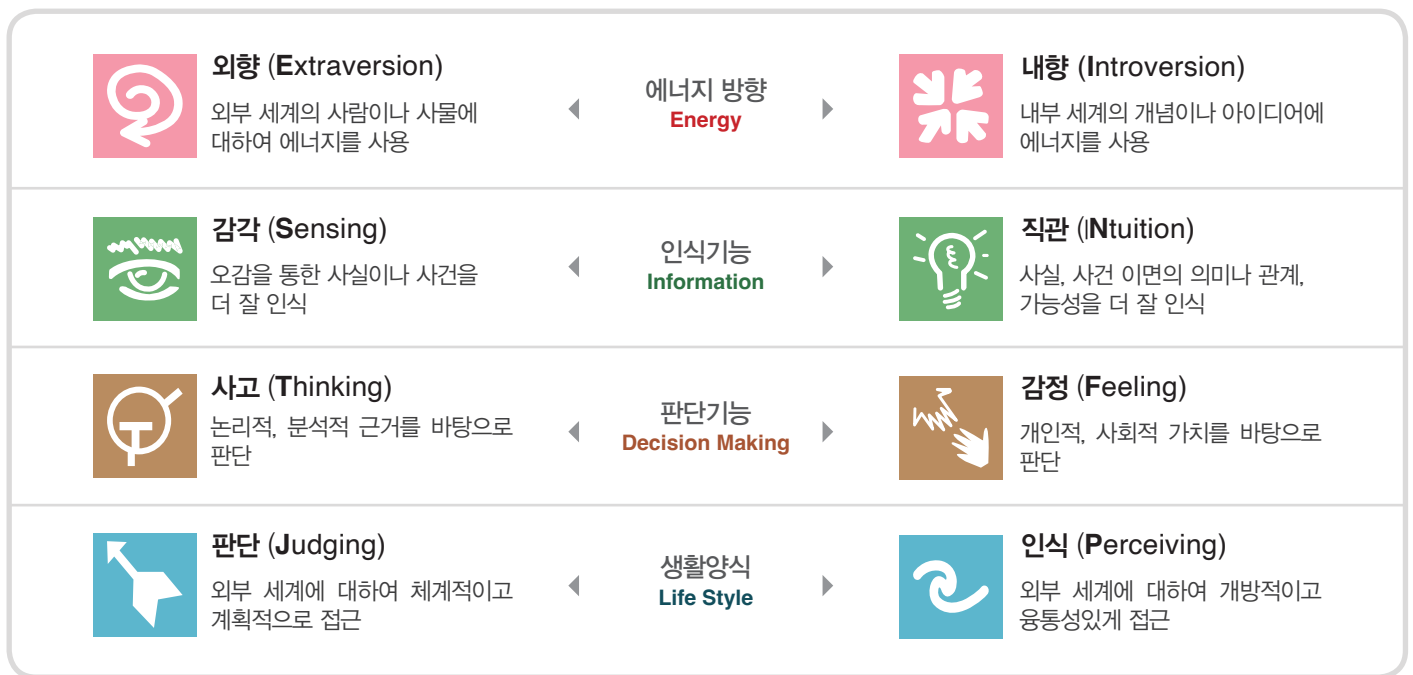 외향 (Extraversion)
외부 세계의 사람이나 사물에
대하여 에너지를 사용
에너지 방향
Energy
내향 (Introversion)
내부 세계의 개념이나 아이디어에
에너지를 사용
감각 (Sensing)
오감을 통한 사실이나 사건을
더 잘 인식
인식기능
Information
직관 (INtuition)
사실, 사건 이면의 의미나 관계,
가능성을 더 잘 인식
사고 (Thinking)
논리적, 분석적 근거를 바탕으로
판단
판단기능
Decision Making
감정 (Feeling)
개인적, 사회적 가치를 바탕으로
판단
판단 (Judging)
외부 세계에 대하여 체계적이고
계획적으로 접근
생활양식
Life Style
인식 (Perceiving)
외부 세계에 대하여 개방적이고
융통성있게 접근